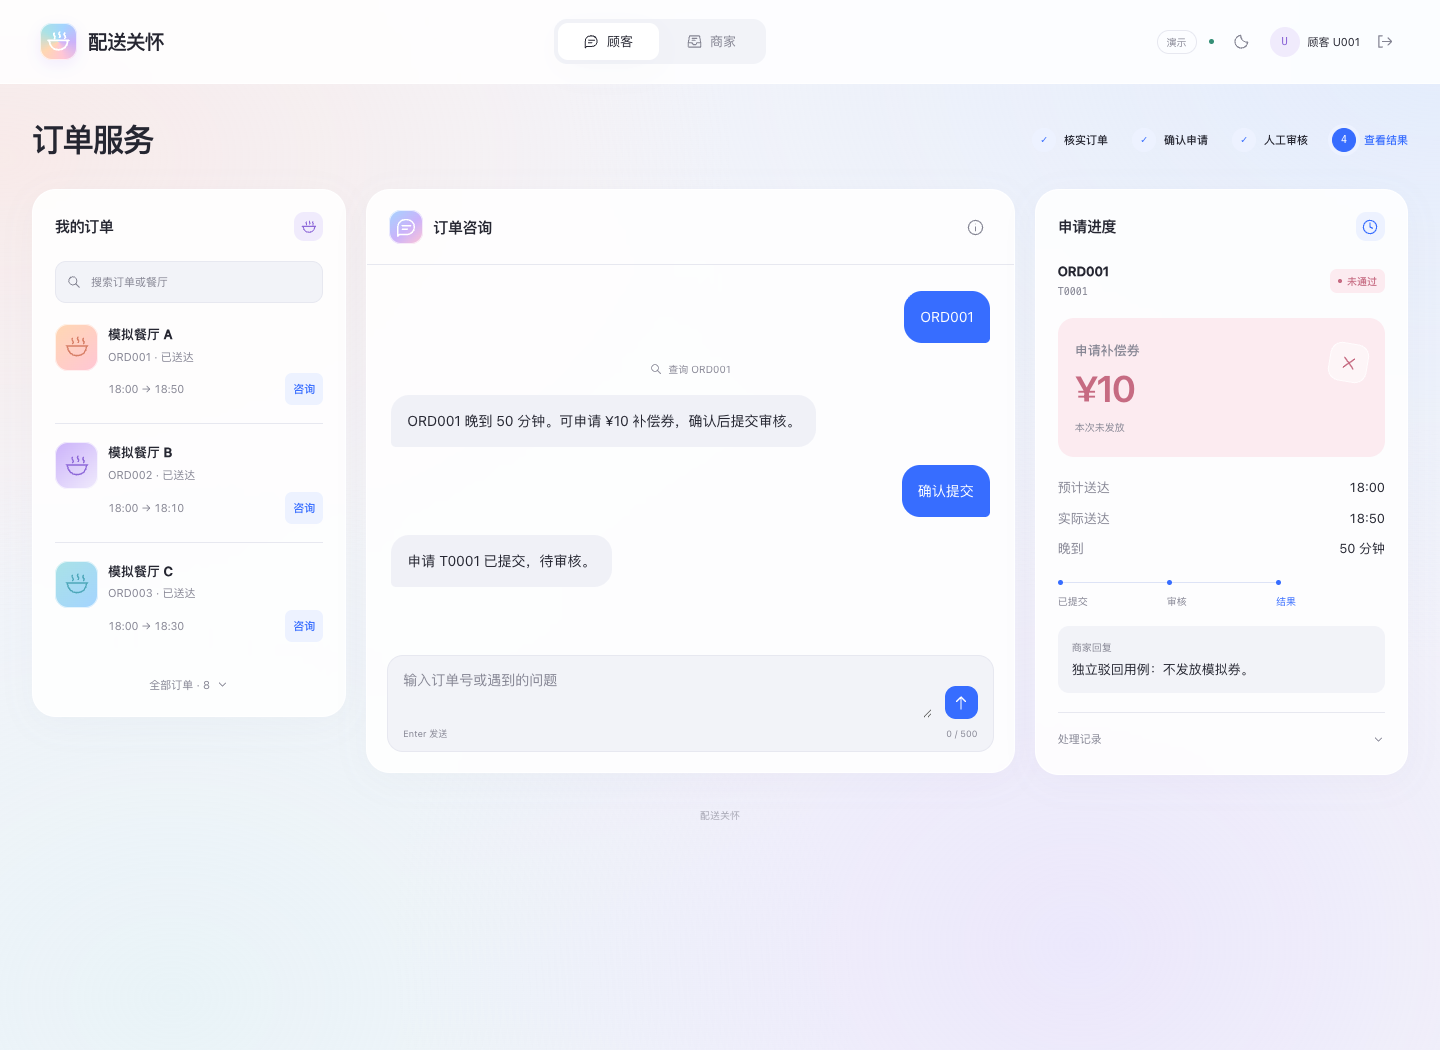 配送关怀
顾客
商家
演示
U
顾客 U001
订单服务
✓ 核实订单
✓ 确认申请
✓ 人工审核
4 查看结果
我的订单
搜索订单或餐厅
模拟餐厅 A
ORD001 · 已送达
18:00 → 18:50
咨询
模拟餐厅 B
ORD002 · 已送达
18:00 → 18:10
咨询
模拟餐厅 C
ORD003 · 已送达
18:00 → 18:30
咨询
全部订单 · 8
订单咨询
ORD001
查询 ORD001
ORD001 晚到 50 分钟。可申请 ¥10 补偿券，确认后提交审核。
确认提交
申请 T0001 已提交，待审核。
输入订单号或遇到的问题
Enter 发送
0 / 500
申请进度
ORD001
T0001
未通过
申请补偿券
¥10
本次未发放
预计送达
18:00
实际送达
18:50
晚到
50 分钟
已提交
审核
结果
商家回复
独立驳回用例：不发放模拟券。
处理记录
配送关怀